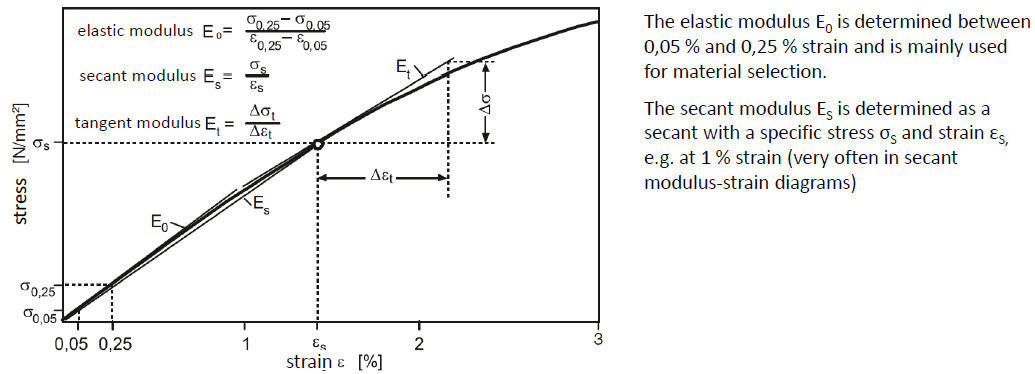 elastic modulus E₀= σ0,25 − σ0,05 / ε0,25 − ε0,05
secant modulus Es= σs / εs
tangent modulus Et = Δσt / Δεt
Et
Δσ
stress [N/mm²]
σs
Δεt
Es
E₀
σ0,25
σ0,05
0,05 0,25 1 εs 2 3
strain ε [%]
The elastic modulus E₀ is determined between
0,05 % and 0,25 % strain and is mainly used
for material selection.
The secant modulus Es is determined as a
secant with a specific stress σs and strain εs,
e.g. at 1 % strain (very often in secant
modulus-strain diagrams)